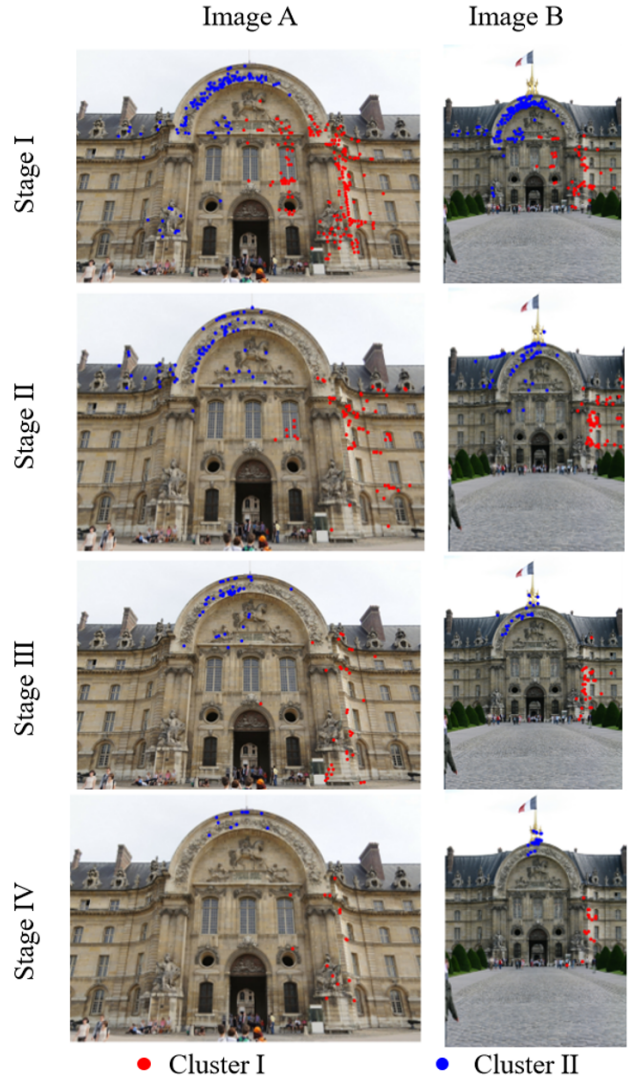 Image A
Image B
Stage I
Stage II
Stage III
Stage IV
Cluster I
Cluster II